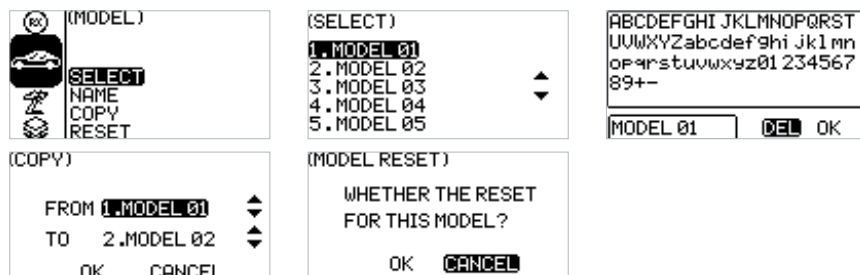 RX
(MODEL)
SELECT
NAME
COPY
RESET
(SELECT)
1.MODEL 01
2.MODEL 02
3.MODEL 03
4.MODEL 04
5.MODEL 05
ABCDEFGHIJKLMNOPQRST
UVWXYZabcdefghijklmn
opqrstuvwxyz01234567
89+-
MODEL 01 DEL OK
(COPY)
FROM 1.MODEL 01
TO 2.MODEL 02
OK CANCEL
(MODEL RESET)
WHETHER THE RESET
FOR THIS MODEL?
OK CANCEL